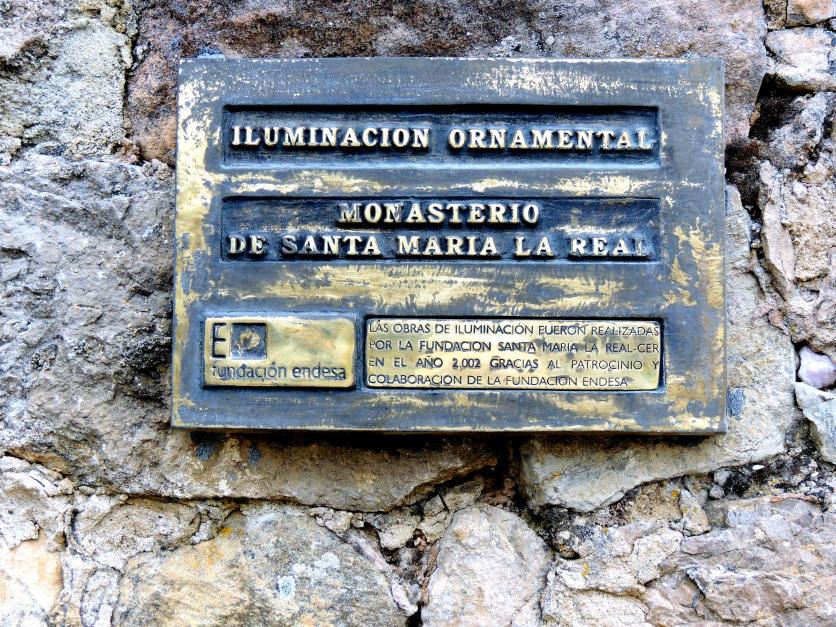 ILUMINACION ORNAMENTAL
MONASTERIO
DE SANTA MARIA LA REAL
E
fundación endesa
LAS OBRAS DE ILUMINACIÓN FUERON REALIZADAS
POR LA FUNDACION SANTA MARIA LA REAL-CER
EN EL AÑO 2,002 GRACIAS AL PATROCINIO Y
COLABORACION DE LA FUNDACION ENDESA